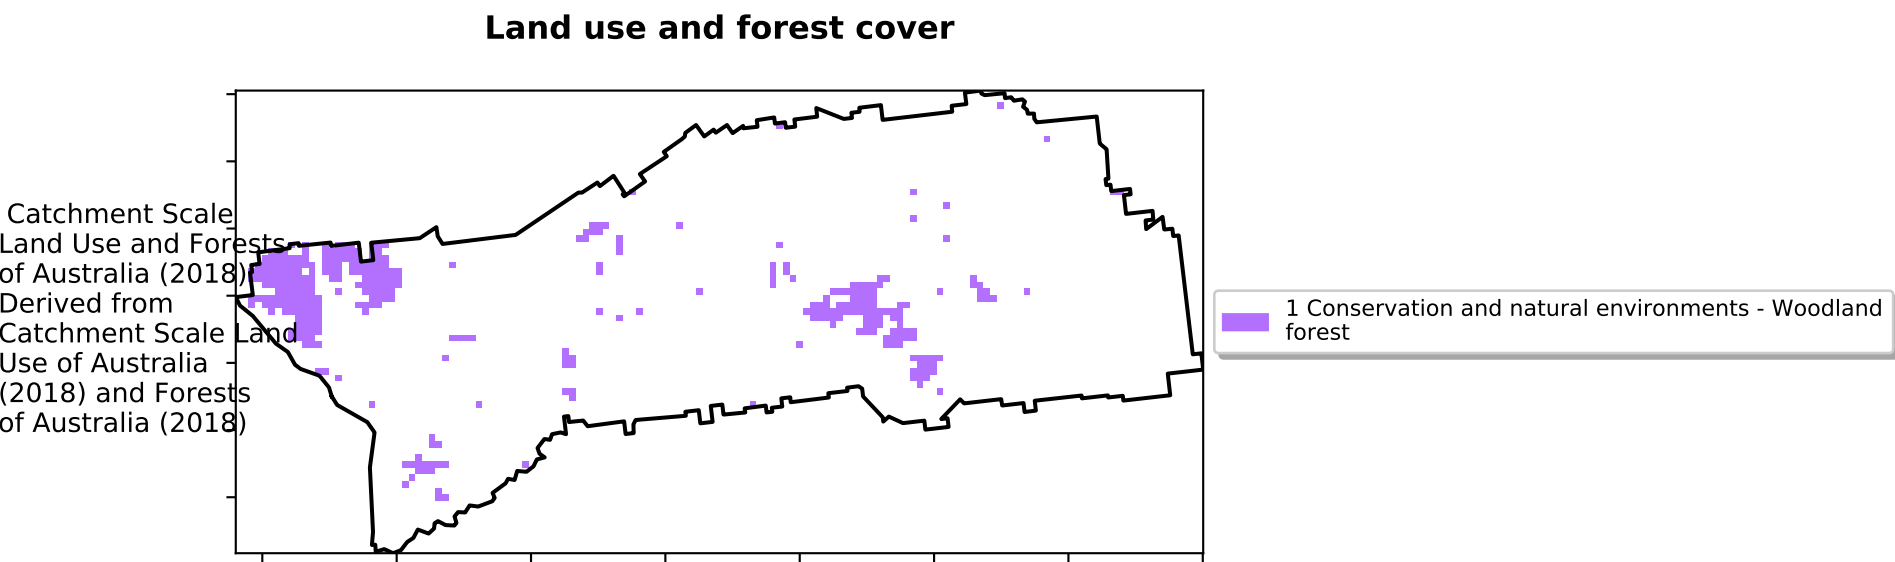 Land use and forest cover
Catchment Scale
Land Use and Forests
of Australia (2018)
Derived from
Catchment Scale Land
Use of Australia
(2018) and Forests
of Australia (2018)
1 Conservation and natural environments - Woodland
forest